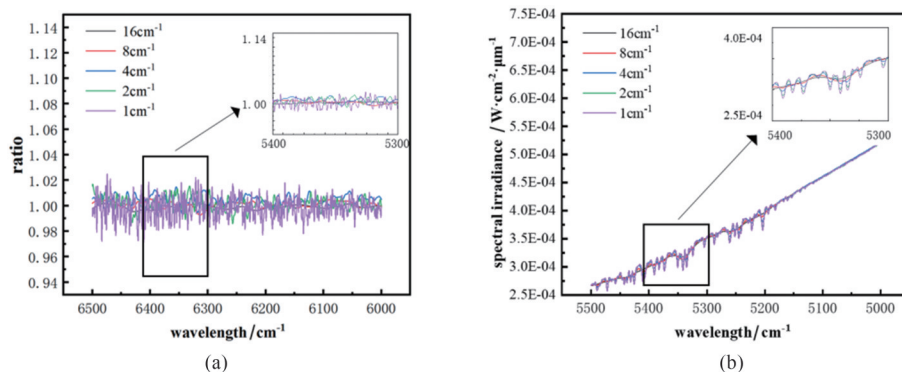 1.14
1.12
1.10
1.08
1.06
1.04
1.02
1.00
0.98
0.96
0.94
ratio
16cm⁻¹
8cm⁻¹
4cm⁻¹
2cm⁻¹
1cm⁻¹
1.14
1.00
5400
5300
6500
6400
6300
6200
6100
6000
wavelength/cm⁻¹
(a)
7.5E-04
7.0E-04
6.5E-04
6.0E-04
5.5E-04
5.0E-04
4.5E-04
4.0E-04
3.5E-04
2.5E-04
2.5E-04
spectral irradiance / W·cm⁻²·μm⁻¹
16cm⁻¹
8cm⁻¹
4cm⁻¹
2cm⁻¹
1cm⁻¹
4.0E-04
2.5E-04
5400
5300
5500
5400
5300
5200
5100
5000
wavelength/cm⁻¹
(b)